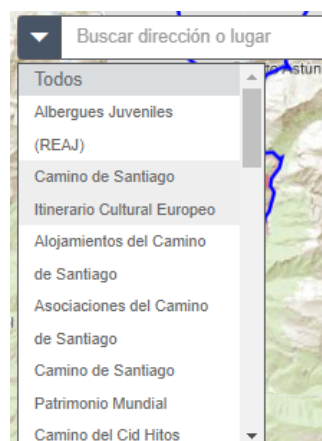 Buscar dirección o lugar
Todos
Albergues Juveniles
(REAJ)
Camino de Santiago
Itinerario Cultural Europeo
Alojamientos del Camino
de Santiago
Asociaciones del Camino
de Santiago
Camino de Santiago
Patrimonio Mundial
Camino del Cid Hitos